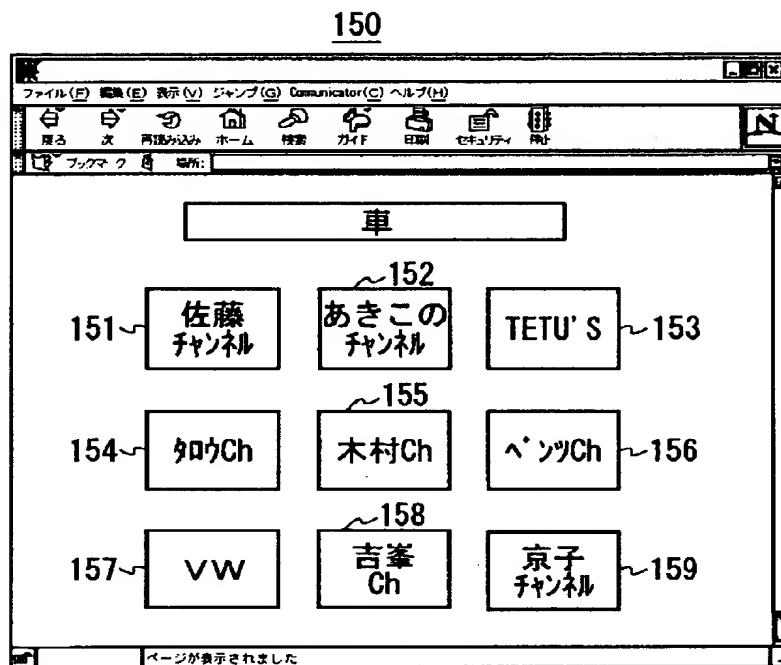 150
ファイル(F) 編集(E) 表示(V) ジャンプ(G) Communicator(C) ヘルプ(H)
戻る 次 再読み込み ホーム 検索 ガイド 印刷 セキュリティ 停止 N
ブックマーク 場所:
車
152
151 佐藤 あきこの TETU'S 153
チャンネル チャンネル
155
154 タロウCh 木村Ch ベンツCh 156
158
157 VW 吉峯 京子 159
Ch チャンネル
ページが表示されました